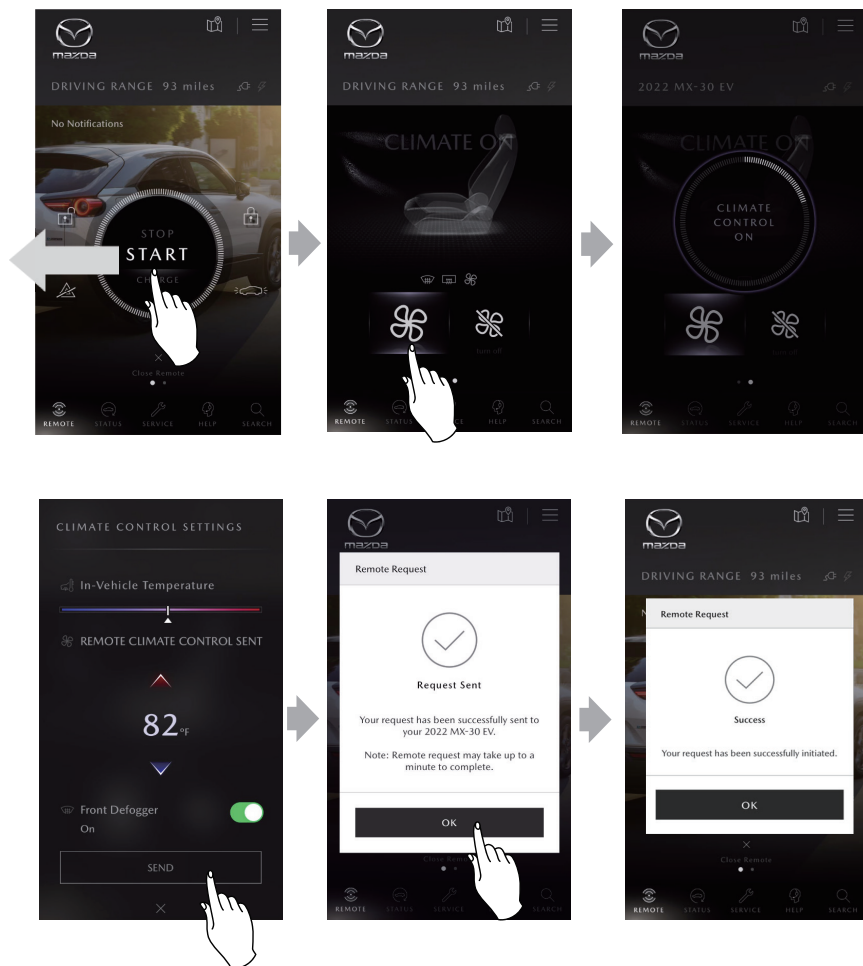 mazda
DRIVING RANGE 93 miles
No Notifications
STOP
START
CHARGE
Close Remote
REMOTE STATUS SERVICE HELP SEARCH
mazda
DRIVING RANGE 93 miles
CLIMATE ON
REMOTE STATUS HELP SEARCH
mazda
2022 MX-30 EV
CLIMATE ON
CLIMATE
CONTROL
ON
REMOTE STATUS SERVICE HELP SEARCH
CLIMATE CONTROL SETTINGS
In-Vehicle Temperature
REMOTE CLIMATE CONTROL SENT
82°F
Front Defogger
On
SEND
mazda
Remote Request
Request Sent
Your request has been successfully sent to
your 2022 MX-30 EV.
Note: Remote request may take up to a
minute to complete.
OK
REMOTE STATUS SEARCH
mazda
DRIVING RANGE 93 miles
Remote Request
Success
Your request has been successfully initiated.
OK
Close Remote
REMOTE STATUS SERVICE HELP SEARCH